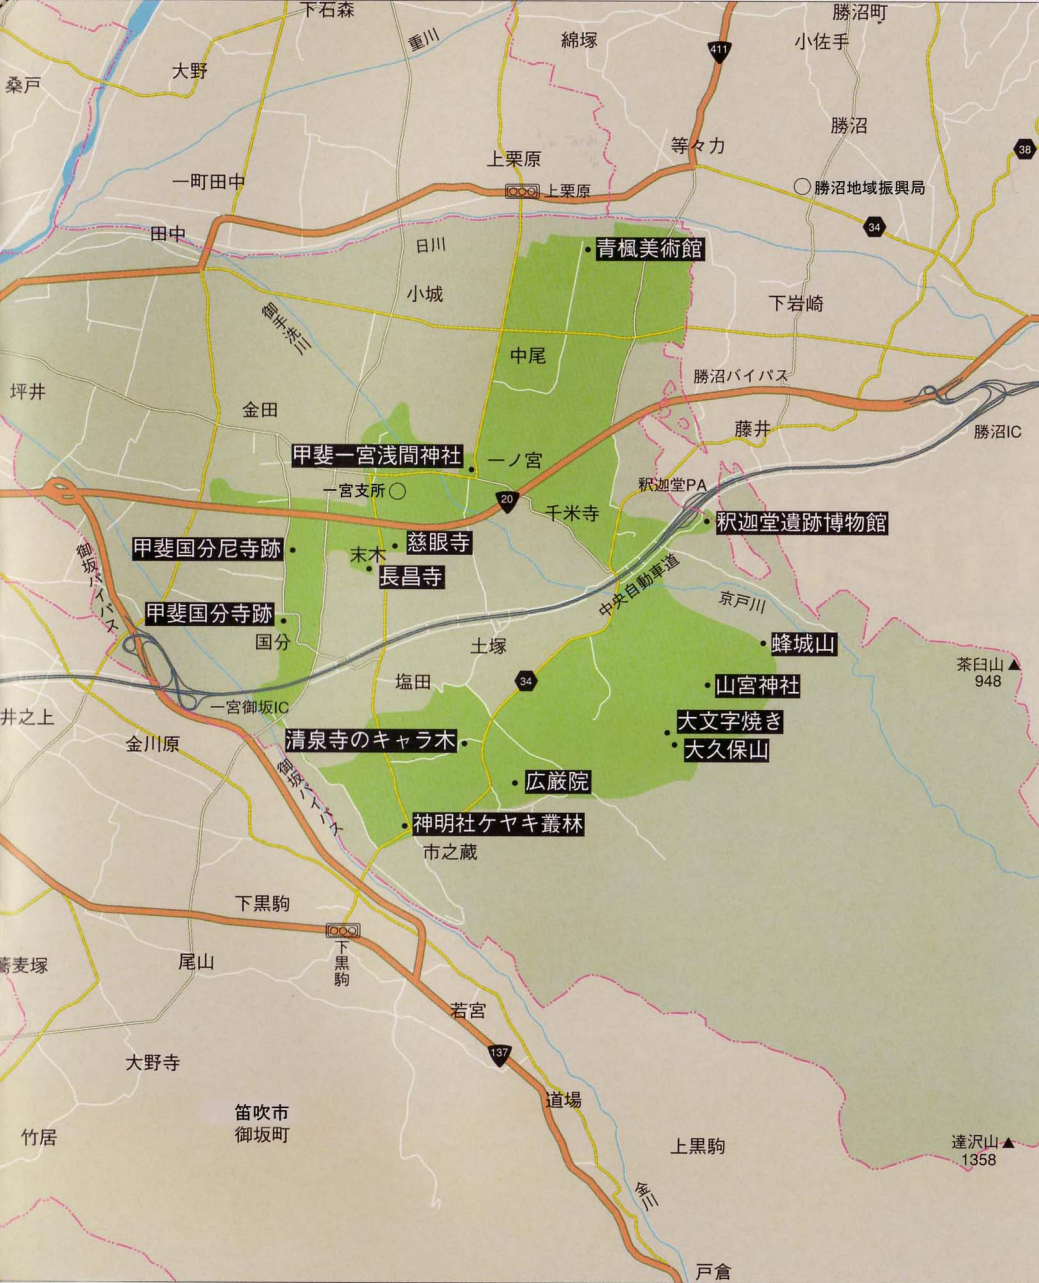 下石森
勝沼町
重川
綿塚
小佐手
411
大野
桑戸
勝沼
等々力
38
上栗原
一町田中
上栗原
勝沼地域振興局
34
田中
日川
青楓美術館
小城
下岩崎
御手洗川
中尾
勝沼バイパス
坪井
金田
藤井
勝沼IC
甲斐一宮浅間神社
一ノ宮
釈迦堂PA
一宮支所
20
千米寺
釈迦堂遺跡博物館
慈眼寺
甲斐国分尼寺跡
末木
長昌寺
御坂バイパス
中央自動車道
京戸川
甲斐国分寺跡
国分
土塚
蜂城山
茶臼山
948
塩田
34
山宮神社
一宮御坂IC
井之上
大文字焼き
金川原
清泉寺のキャラ木
大久保山
御坂バイパス
広厳院
神明社ケヤキ叢林
市之蔵
下黒駒
下黒駒
蕎麦塚
尾山
若宮
137
大野寺
道場
笛吹市
御坂町
竹居
上黒駒
達沢山
1358
金川
戸倉